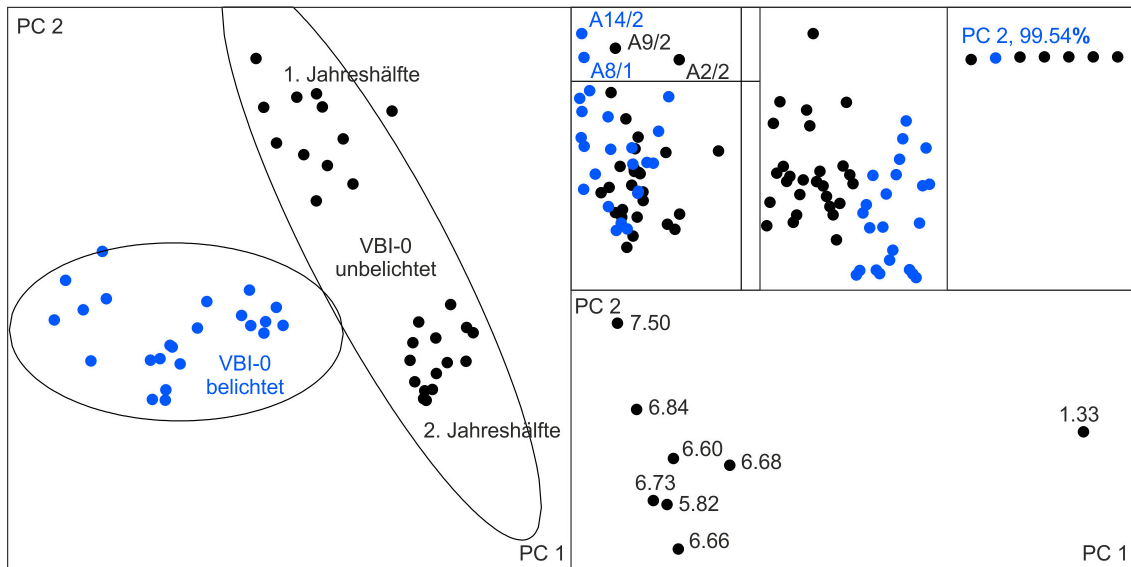 PC 2
1. Jahreshälfte
VBI-0
unbelichtet
VBI-0
belichtet
2. Jahreshälfte
PC 1
A14/2
A9/2
A8/1
A2/2
PC 2, 99.54%
PC 2
7.50
6.84
1.33
6.60
6.68
6.73
5.82
6.66
PC 1